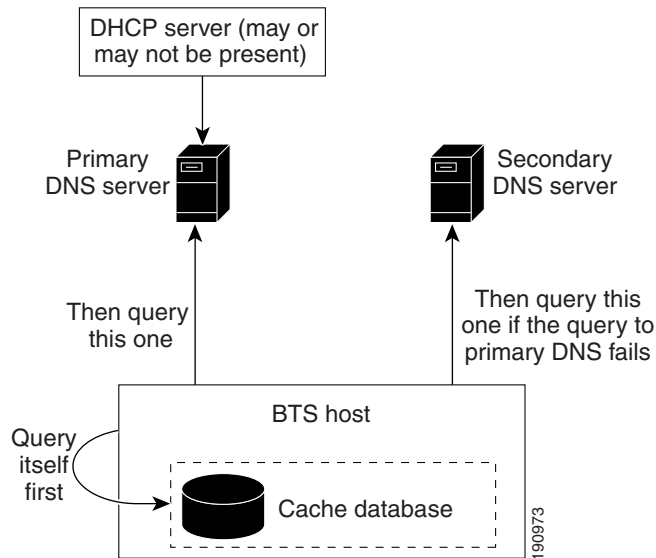 DHCP server (may or
may not be present)
Primary
DNS server
Secondary
DNS server
Then query
this one
Then query this
one if the query to
primary DNS fails
BTS host
Query
itself
first
Cache database
190973